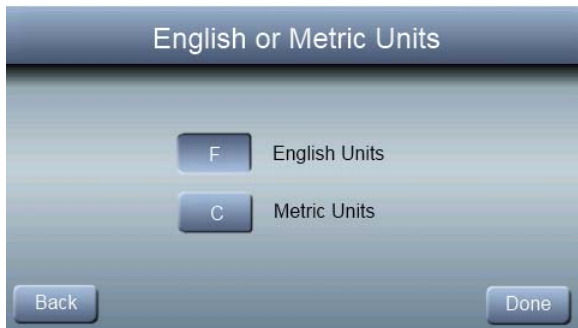 English or Metric Units
F English Units
C Metric Units
Back Done